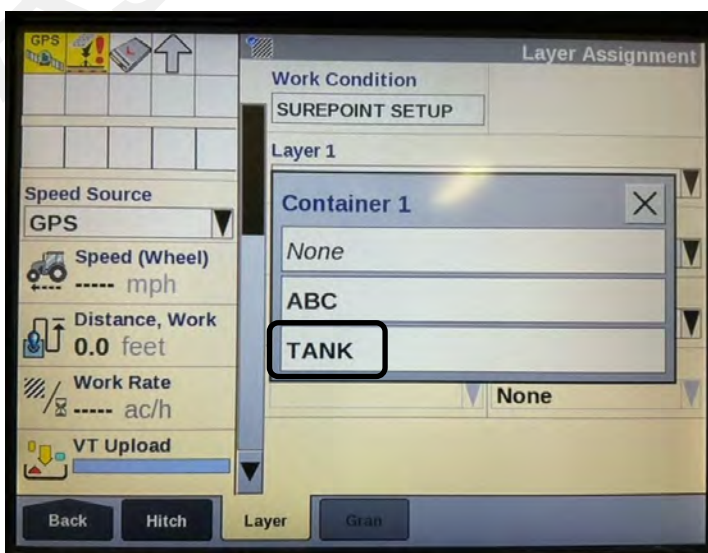 GPS
Layer Assignment
Work Condition
SUREPOINT SETUP
Layer 1
Speed Source
GPS
Container 1
None
ABC
TANK
Speed (Wheel)
----- mph
Distance, Work
0.0 feet
Work Rate
----- ac/h
None
VT Upload
Back
Hitch
Layer
Gran